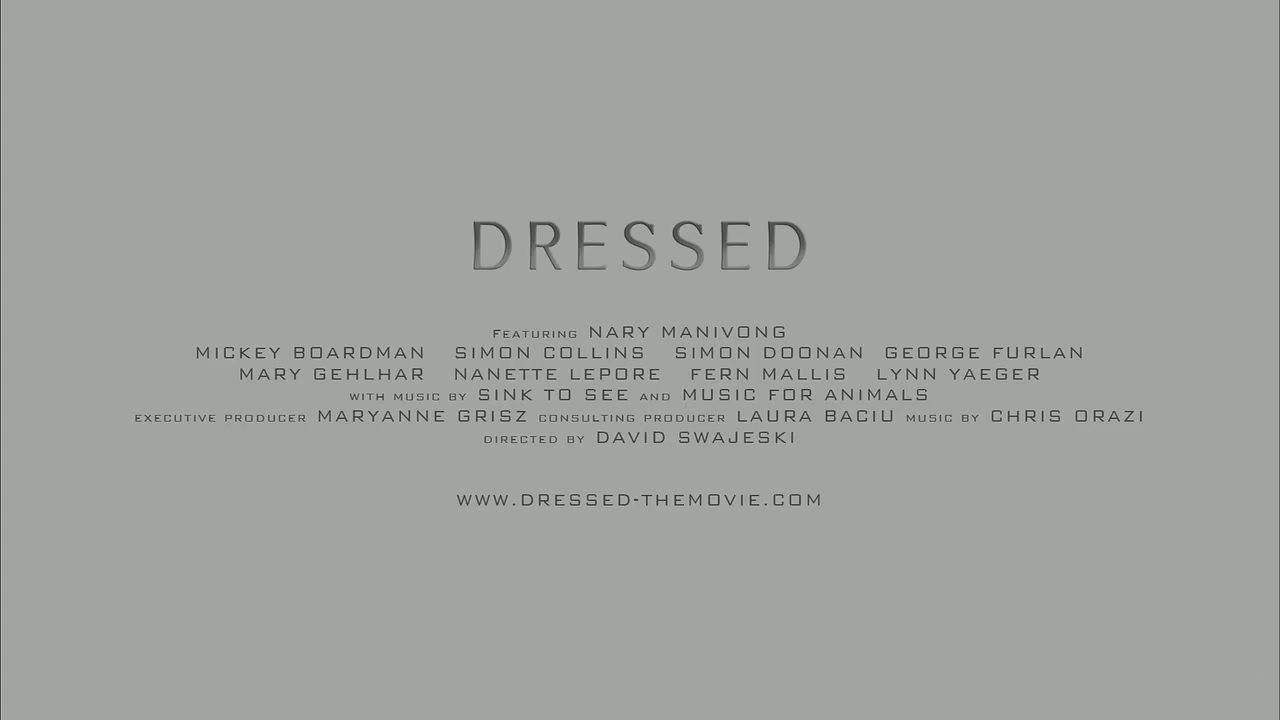 DRESSED
FEATURING NARY MANIVONG
MICKEY BOARDMAN SIMON COLLINS SIMON DOONAN GEORGE FURLAN
MARY GEHLHAR NANETTE LEPORE FERN MALLIS LYNN YAEGER
WITH MUSIC BY SINK TO SEE AND MUSIC FOR ANIMALS
EXECUTIVE PRODUCER MARYANNE GRISZ CONSULTING PRODUCER LAURA BACIU MUSIC BY CHRIS ORAZI
DIRECTED BY DAVID SWAJESKI
WWW.DRESSED-THEMOVIE.COM